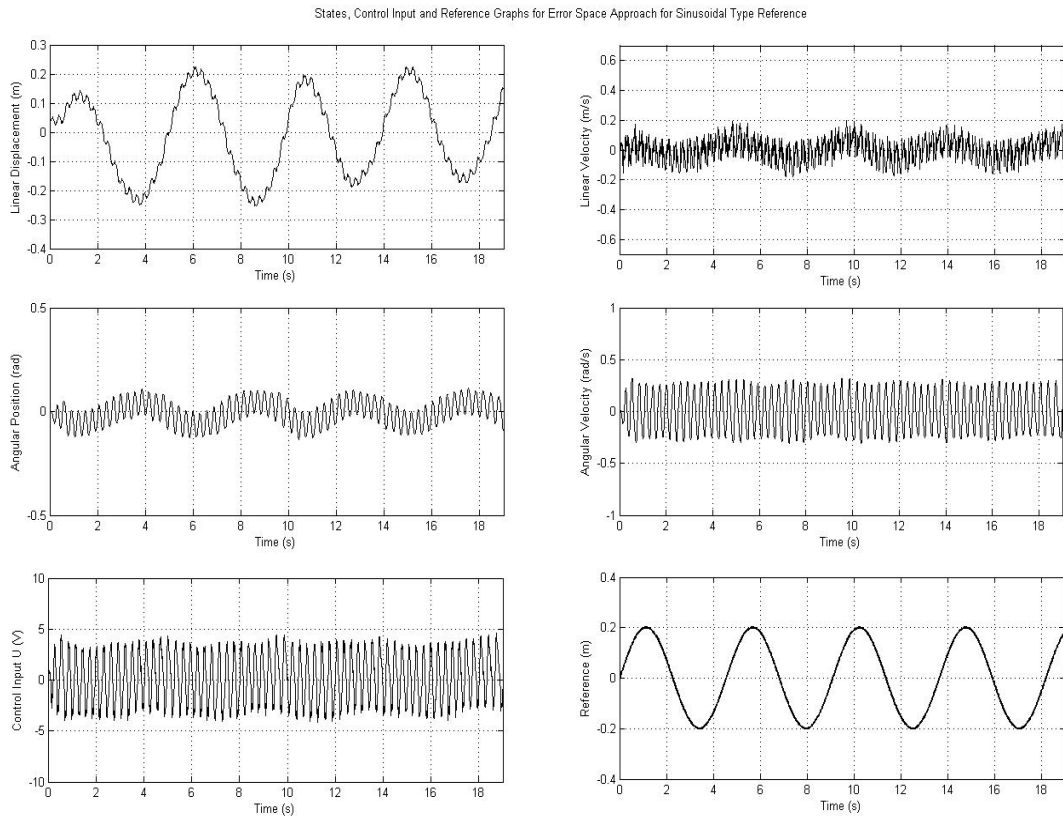 States, Control Input and Reference Graphs for Error Space Approach for Sinusoidal Type Reference
0.3
0.2
0.1
0
-0.1
-0.2
-0.3
-0.4
Linear Displacement (m)
0 2 4 6 8 10 12 14 16 18
Time (s)
0.6
0.4
0.2
0
-0.2
-0.4
-0.6
Linear Velocity (m/s)
0 2 4 6 8 10 12 14 16 18
Time (s)
0.5
0
-0.5
Angular Position (rad)
0 2 4 6 8 10 12 14 16 18
Time (s)
1
0.5
0
-0.5
-1
Angular Velocity (rad/s)
0 2 4 6 8 10 12 14 16 18
Time (s)
10
5
0
-5
-10
Control Input U (V)
0 2 4 6 8 10 12 14 16 18
Time (s)
0.4
0.2
0
-0.2
-0.4
Reference (m)
0 2 4 6 8 10 12 14 16 18
Time (s)